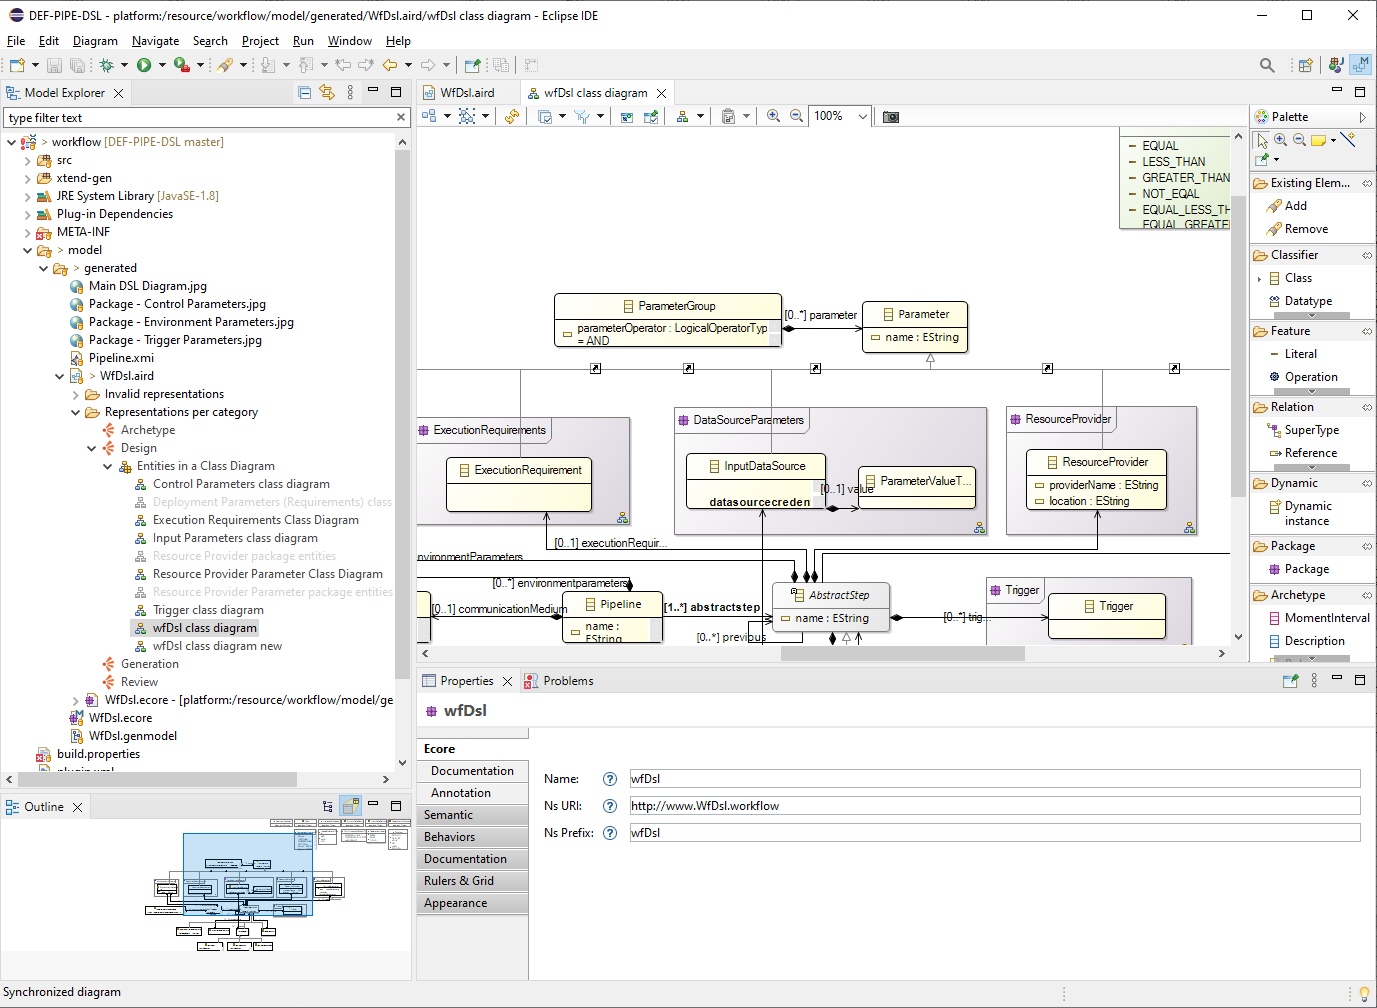 DEF-PIPE-DSL - platform:/resource/workflow/model/generated/WfDsl.aird/wfDsl class diagram - Eclipse IDE
File Edit Diagram Navigate Search Project Run Window Help
Model Explorer
type filter text
> workflow [DEF-PIPE-DSL master]
src
xtend-gen
JRE System Library [JavaSE-1.8]
Plug-in Dependencies
META-INF
> model
> generated
Main DSL Diagram.jpg
Package - Control Parameters.jpg
Package - Environment Parameters.jpg
Package - Trigger Parameters.jpg
Pipeline.xmi
> WfDsl.aird
Invalid representations
Representations per category
Archetype
Design
Entities in a Class Diagram
Control Parameters class diagram
Deployment Parameters (Requirements) class
Execution Requirements Class Diagram
Input Parameters class diagram
Resource Provider package entities
Resource Provider Parameter Class Diagram
Resource Provider package parameter entities
Trigger class diagram
wfDsl class diagram
wfDsl class diagram new
Generation
Review
WfDsl.ecore - [platform:/resource/workflow/model/ge
WfDsl.ecore
WfDsl.genmodel
build.properties
Outline
WfDsl.aird
wfDsl class diagram
100%
EQUAL
LESS_THAN
GREATER_THAN
NOT_EQAL
EQUAL_LESS_TH
EQUAL_GREATER
ParameterGroup
parameterOperator : LogicalOperatorTyp
= AND
[0..*] parameter
Parameter
name : EString
ExecutionRequirements
ExecutionRequirement
DataSourceParameters
InputDataSource
datasourcecreden
[0..1] value
ParameterValueT...
ResourceProvider
ResourceProvider
providerName : EString
location : EString
[0..1] executionRequir...
nvironmentParameters
[0..*] environmentparameters
[0..1] communicationMedium
Pipeline
name :
EString
[1..*] abstractstep
[0..*] previous
AbstractStep
name : EString
[0..*] trig...
Trigger
Trigger
Palette
Existing Elem...
Add
Remove
Classifier
Class
Datatype
Feature
Literal
Operation
Relation
SuperType
Reference
Dynamic
Dynamic
instance
Package
Package
Archetype
MomentInterval
Description
Properties
Problems
wfDsl
Ecore
Documentation
Annotation
Semantic
Behaviors
Documentation
Rulers & Grid
Appearance
Name: wfDsl
Ns URI: http://www.WfDsl.workflow
Ns Prefix: wfDsl
Synchronized diagram